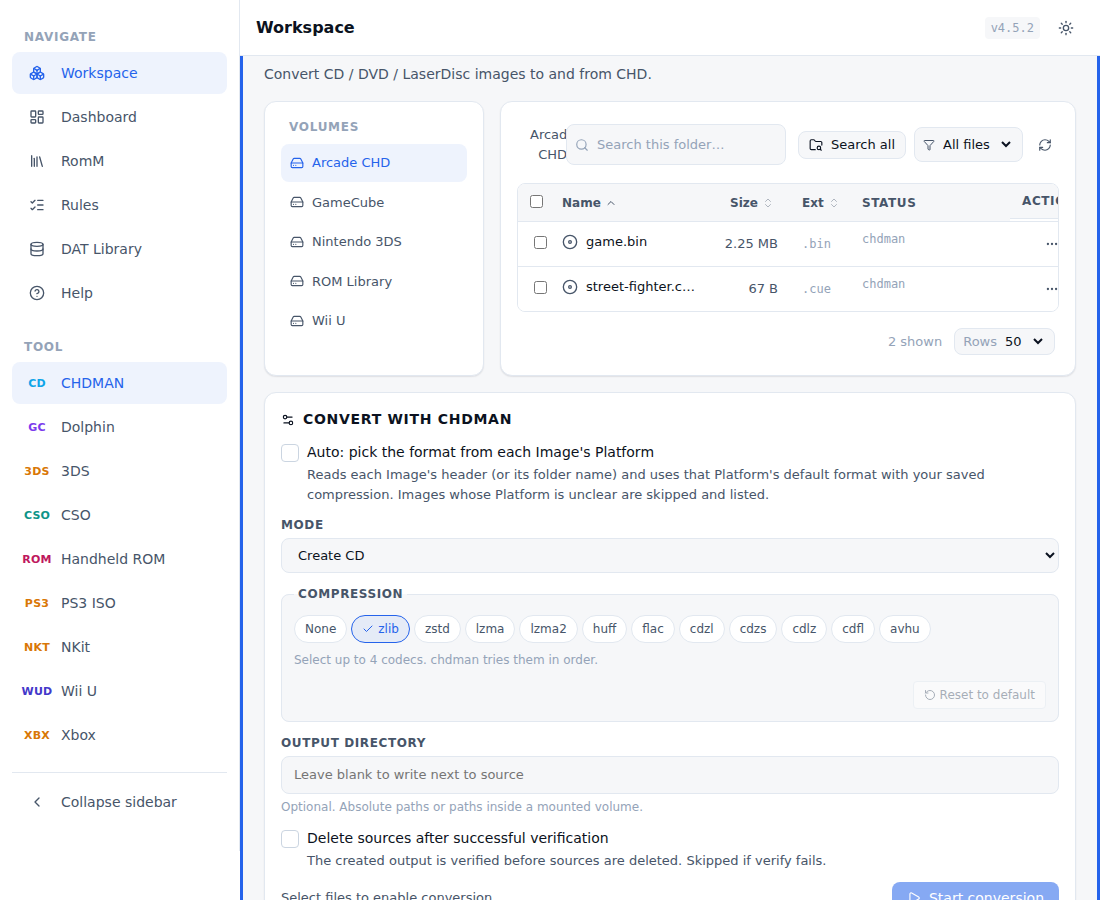 NAVIGATE
Workspace
Dashboard
RomM
Rules
DAT Library
Help
TOOL
CD CHDMAN
GC Dolphin
3DS 3DS
CSO CSO
ROM Handheld ROM
PS3 PS3 ISO
NKT NKit
WUD Wii U
XBX Xbox
Collapse sidebar
Workspace
v4.5.2
Convert CD / DVD / LaserDisc images to and from CHD.
VOLUMES
Arcade CHD
GameCube
Nintendo 3DS
ROM Library
Wii U
Arcad
CHD
Search this folder…
Search all
All files
Name Size Ext STATUS ACTIO
game.bin 2.25 MB .bin chdman ...
street-fighter.c… 67 B .cue chdman ...
2 shown Rows 50
CONVERT WITH CHDMAN
Auto: pick the format from each Image's Platform
Reads each Image's header (or its folder name) and uses that Platform's default format with your saved
compression. Images whose Platform is unclear are skipped and listed.
MODE
Create CD
COMPRESSION
None zlib zstd lzma lzma2 huff flac cdzl cdzs cdlz cdfl avhu
Select up to 4 codecs. chdman tries them in order.
Reset to default
OUTPUT DIRECTORY
Leave blank to write next to source
Optional. Absolute paths or paths inside a mounted volume.
Delete sources after successful verification
The created output is verified before sources are deleted. Skipped if verify fails.
Select files to enable conversion
Start conversion